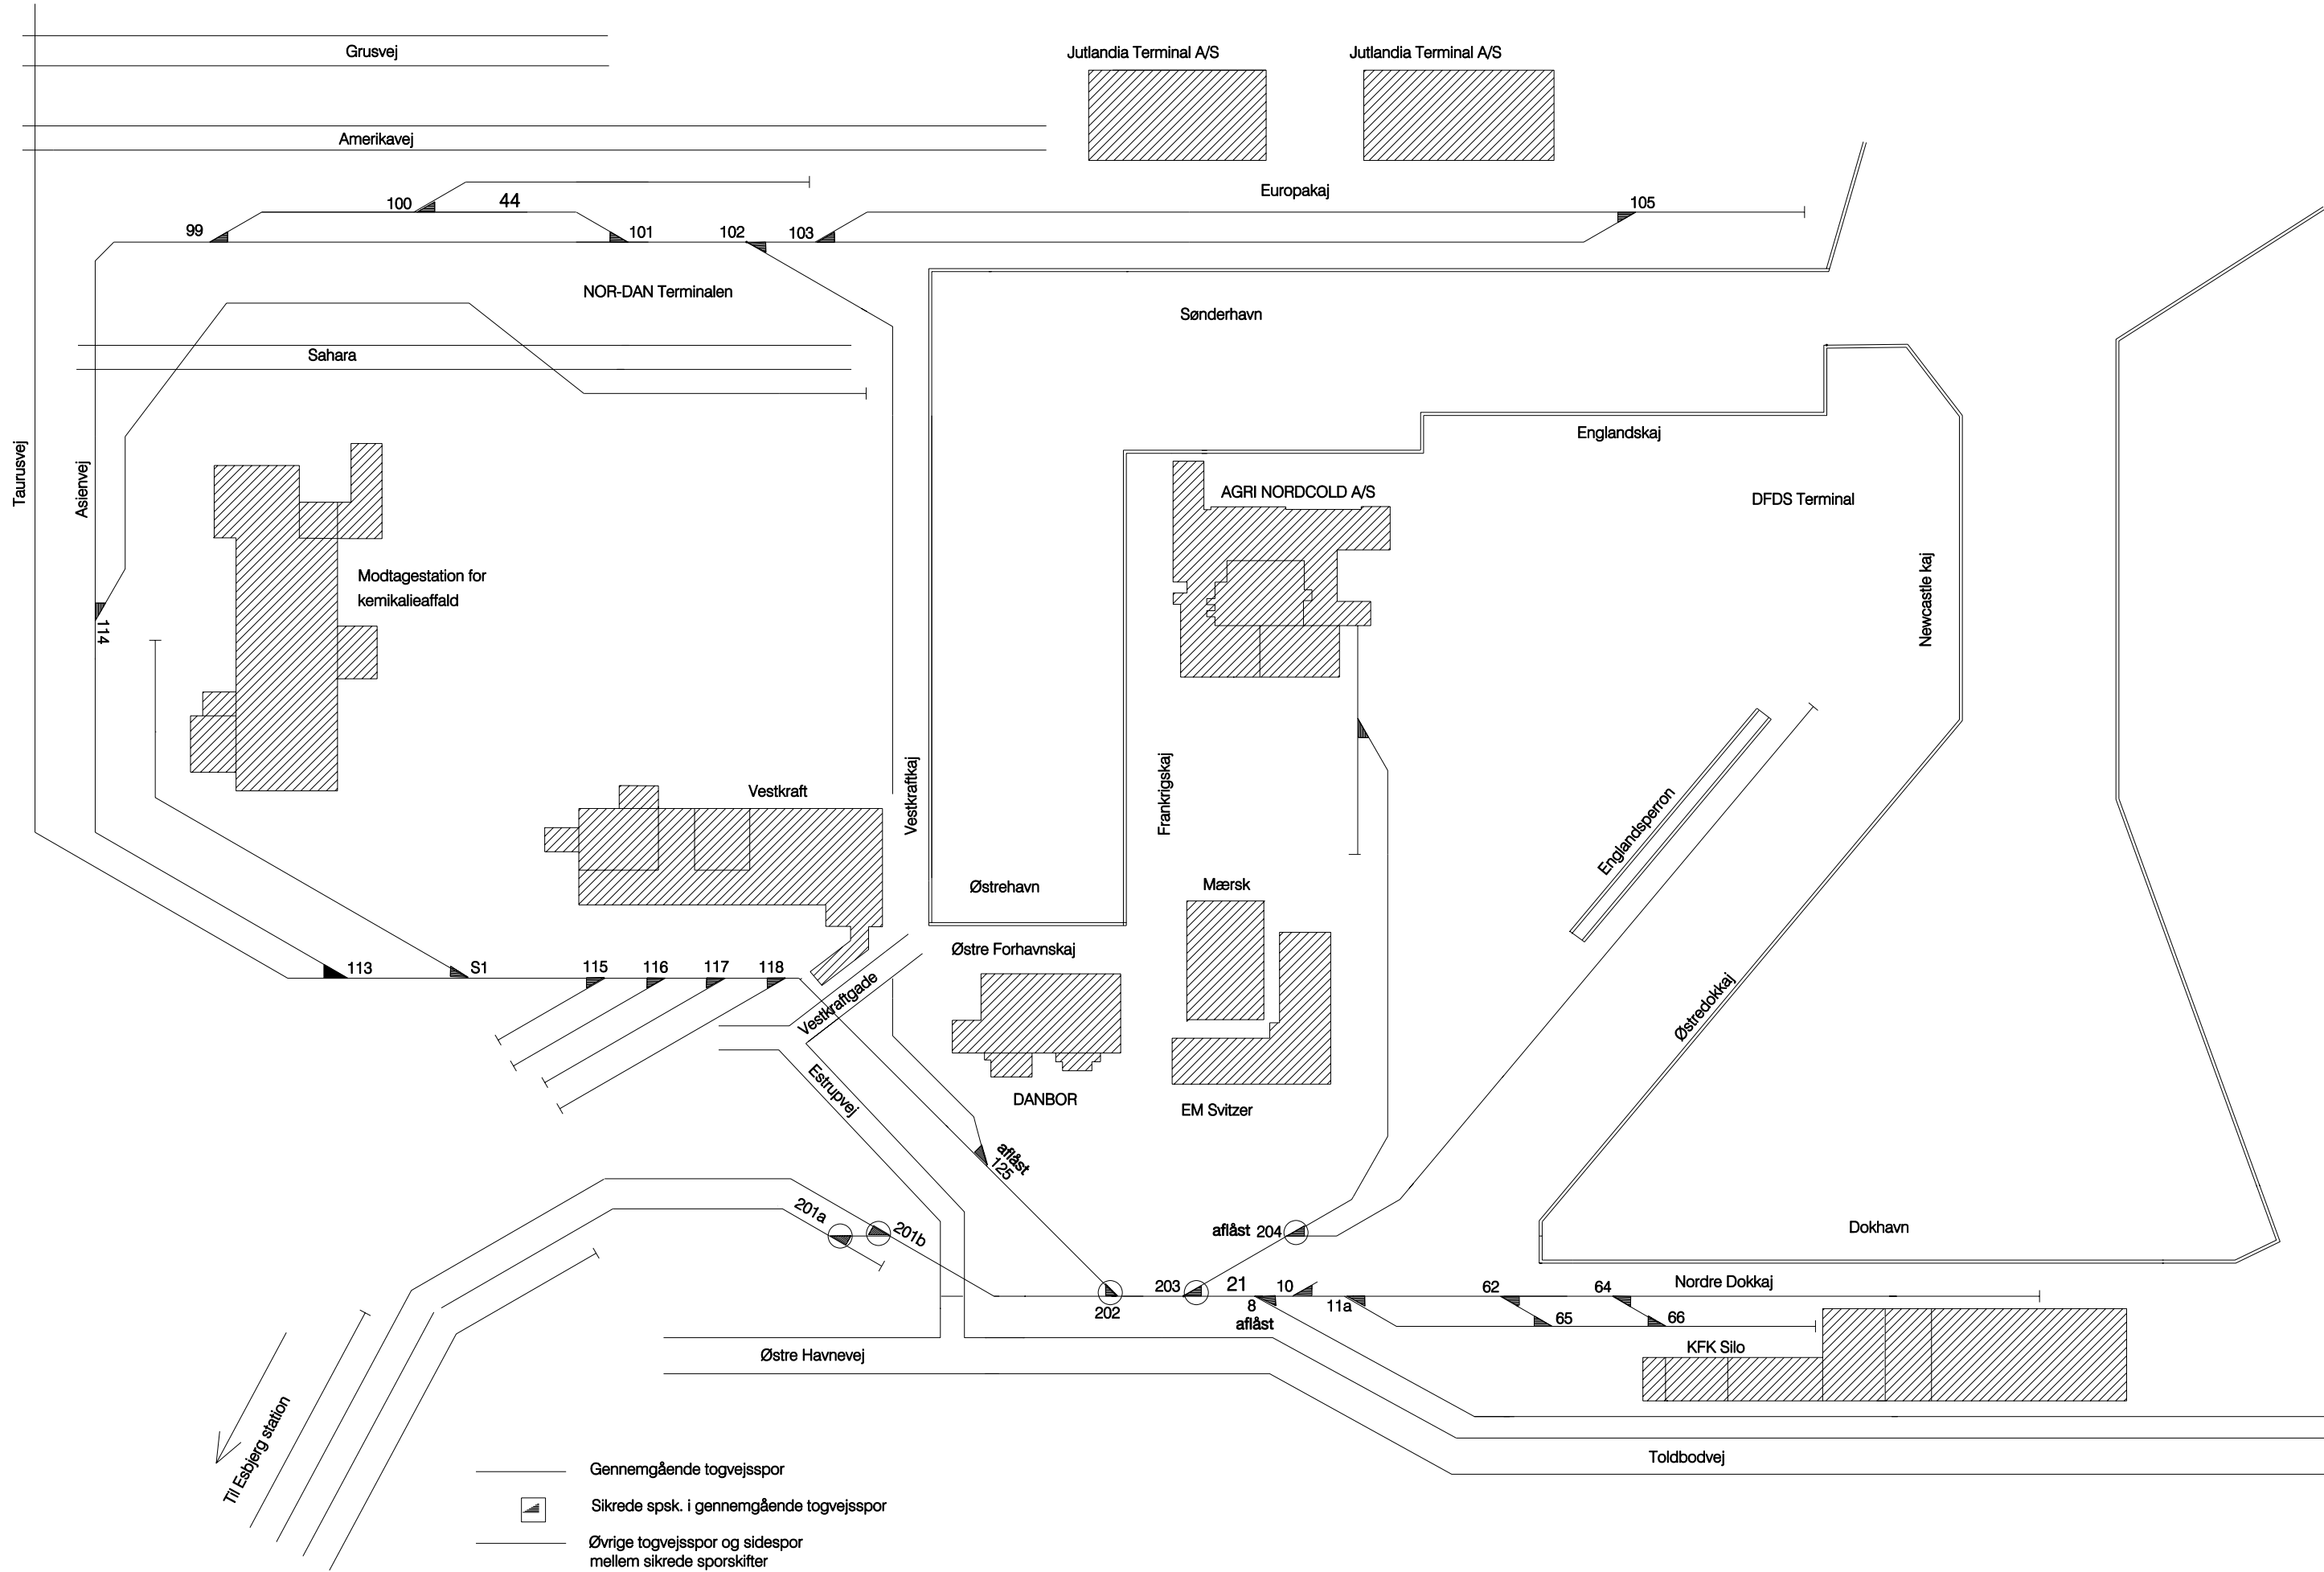 Grusvej
Jutlandia Terminal A/S
Jutlandia Terminal A/S
Amerikavej
Europakaj
100
44
105
99
101
102
103
NOR-DAN Terminalen
Sønderhavn
Sahara
Taurusvej
Asienvej
Englandskaj
AGRI NORDCOLD A/S
DFDS Terminal
Modtagestation for
kemikalieaffald
114
Newcastle kaj
Vestkraft
Vestkraftkaj
Frankrigskaj
Englandsperron
Østrehavn
Mærsk
Østre Forhavnskaj
113
S1
115
116
117
118
Vestkraftgade
Østredokkaj
Estrupvej
DANBOR
EM Svitzer
aflåst
125
201a
201b
aflåst 204
Dokhavn
203
21
10
62
64
Nordre Dokkaj
202
8
aflåst
11a
65
66
KFK Silo
Østre Havnevej
Til Esbjerg station
Toldbodvej
Gennemgående togvejsspor
Sikrede spsk. i gennemgående togvejsspor
Øvrige togvejsspor og sidespor
mellem sikrede sporskifter